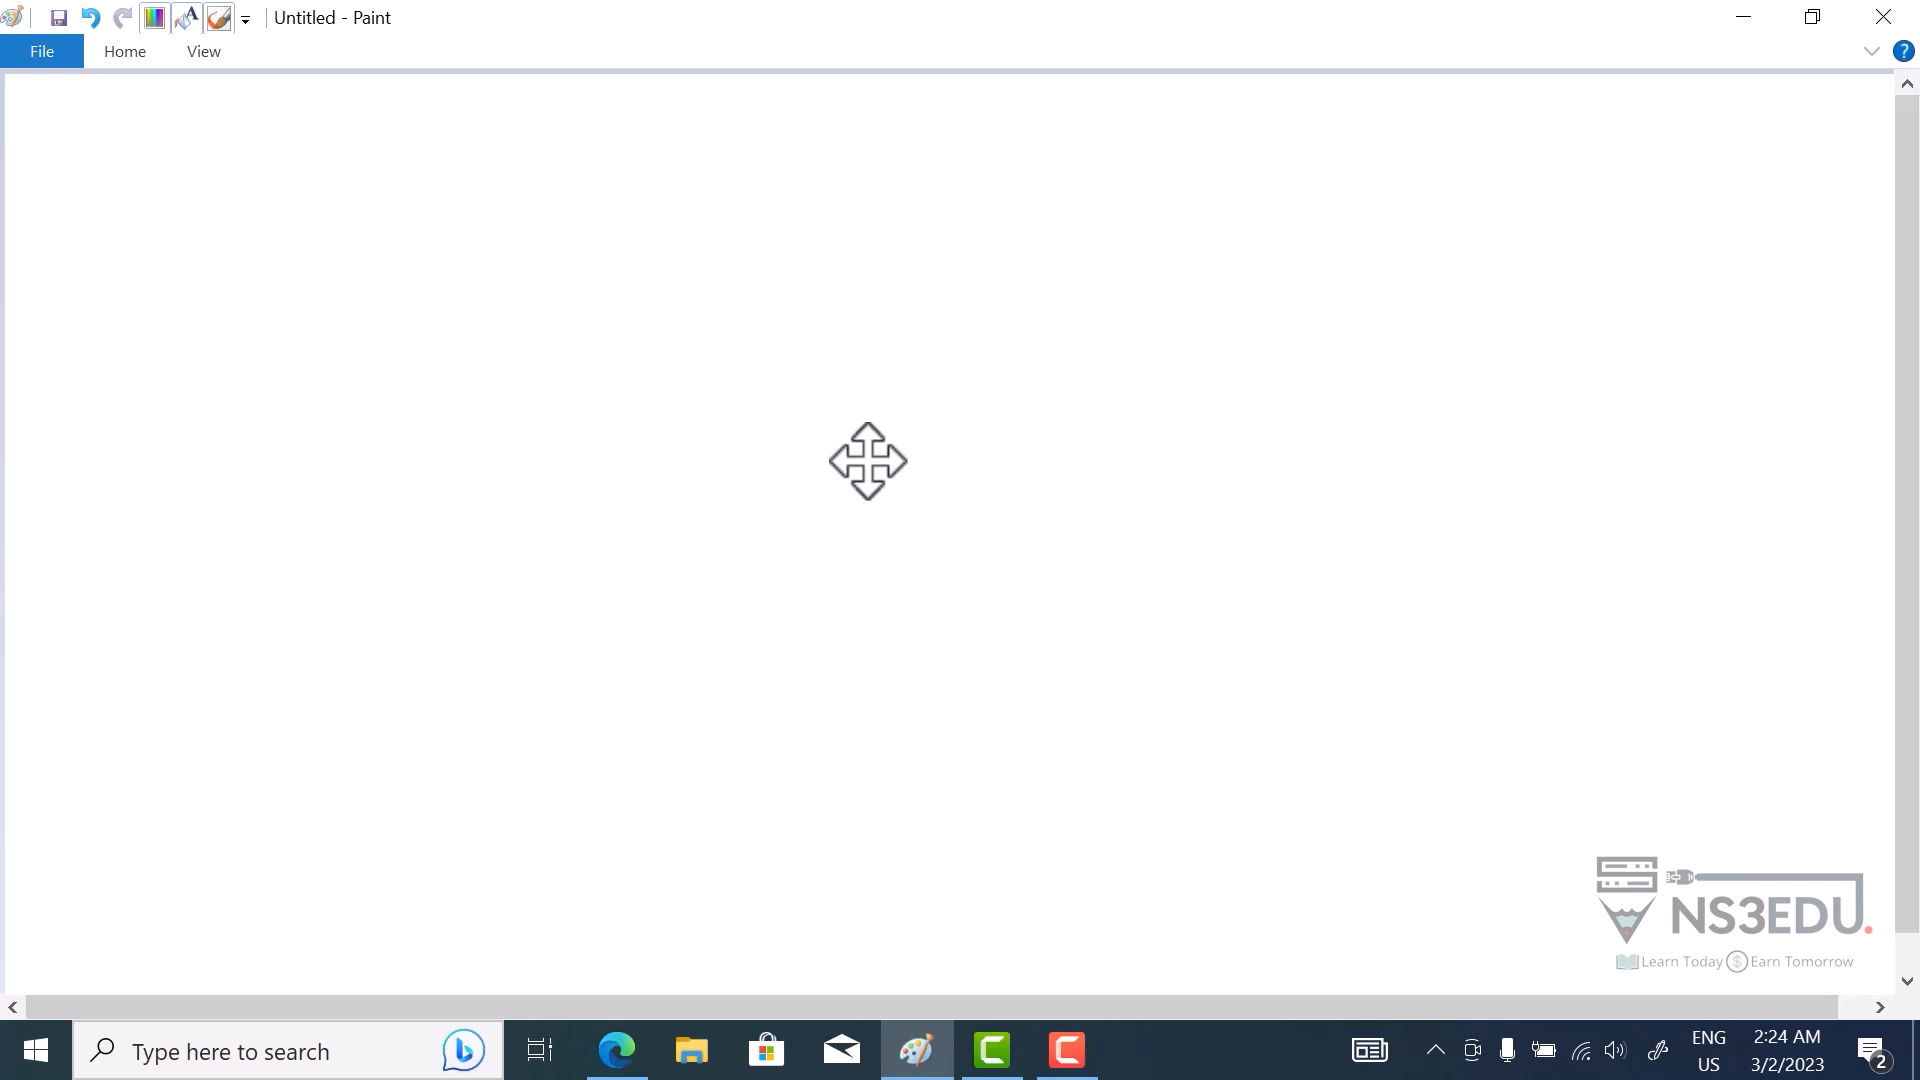 Untitled - Paint
File Home View
?
NS3EDU.
Learn Today $ Earn Tomorrow
Type here to search
ENG
US
2:24 AM
3/2/2023
2